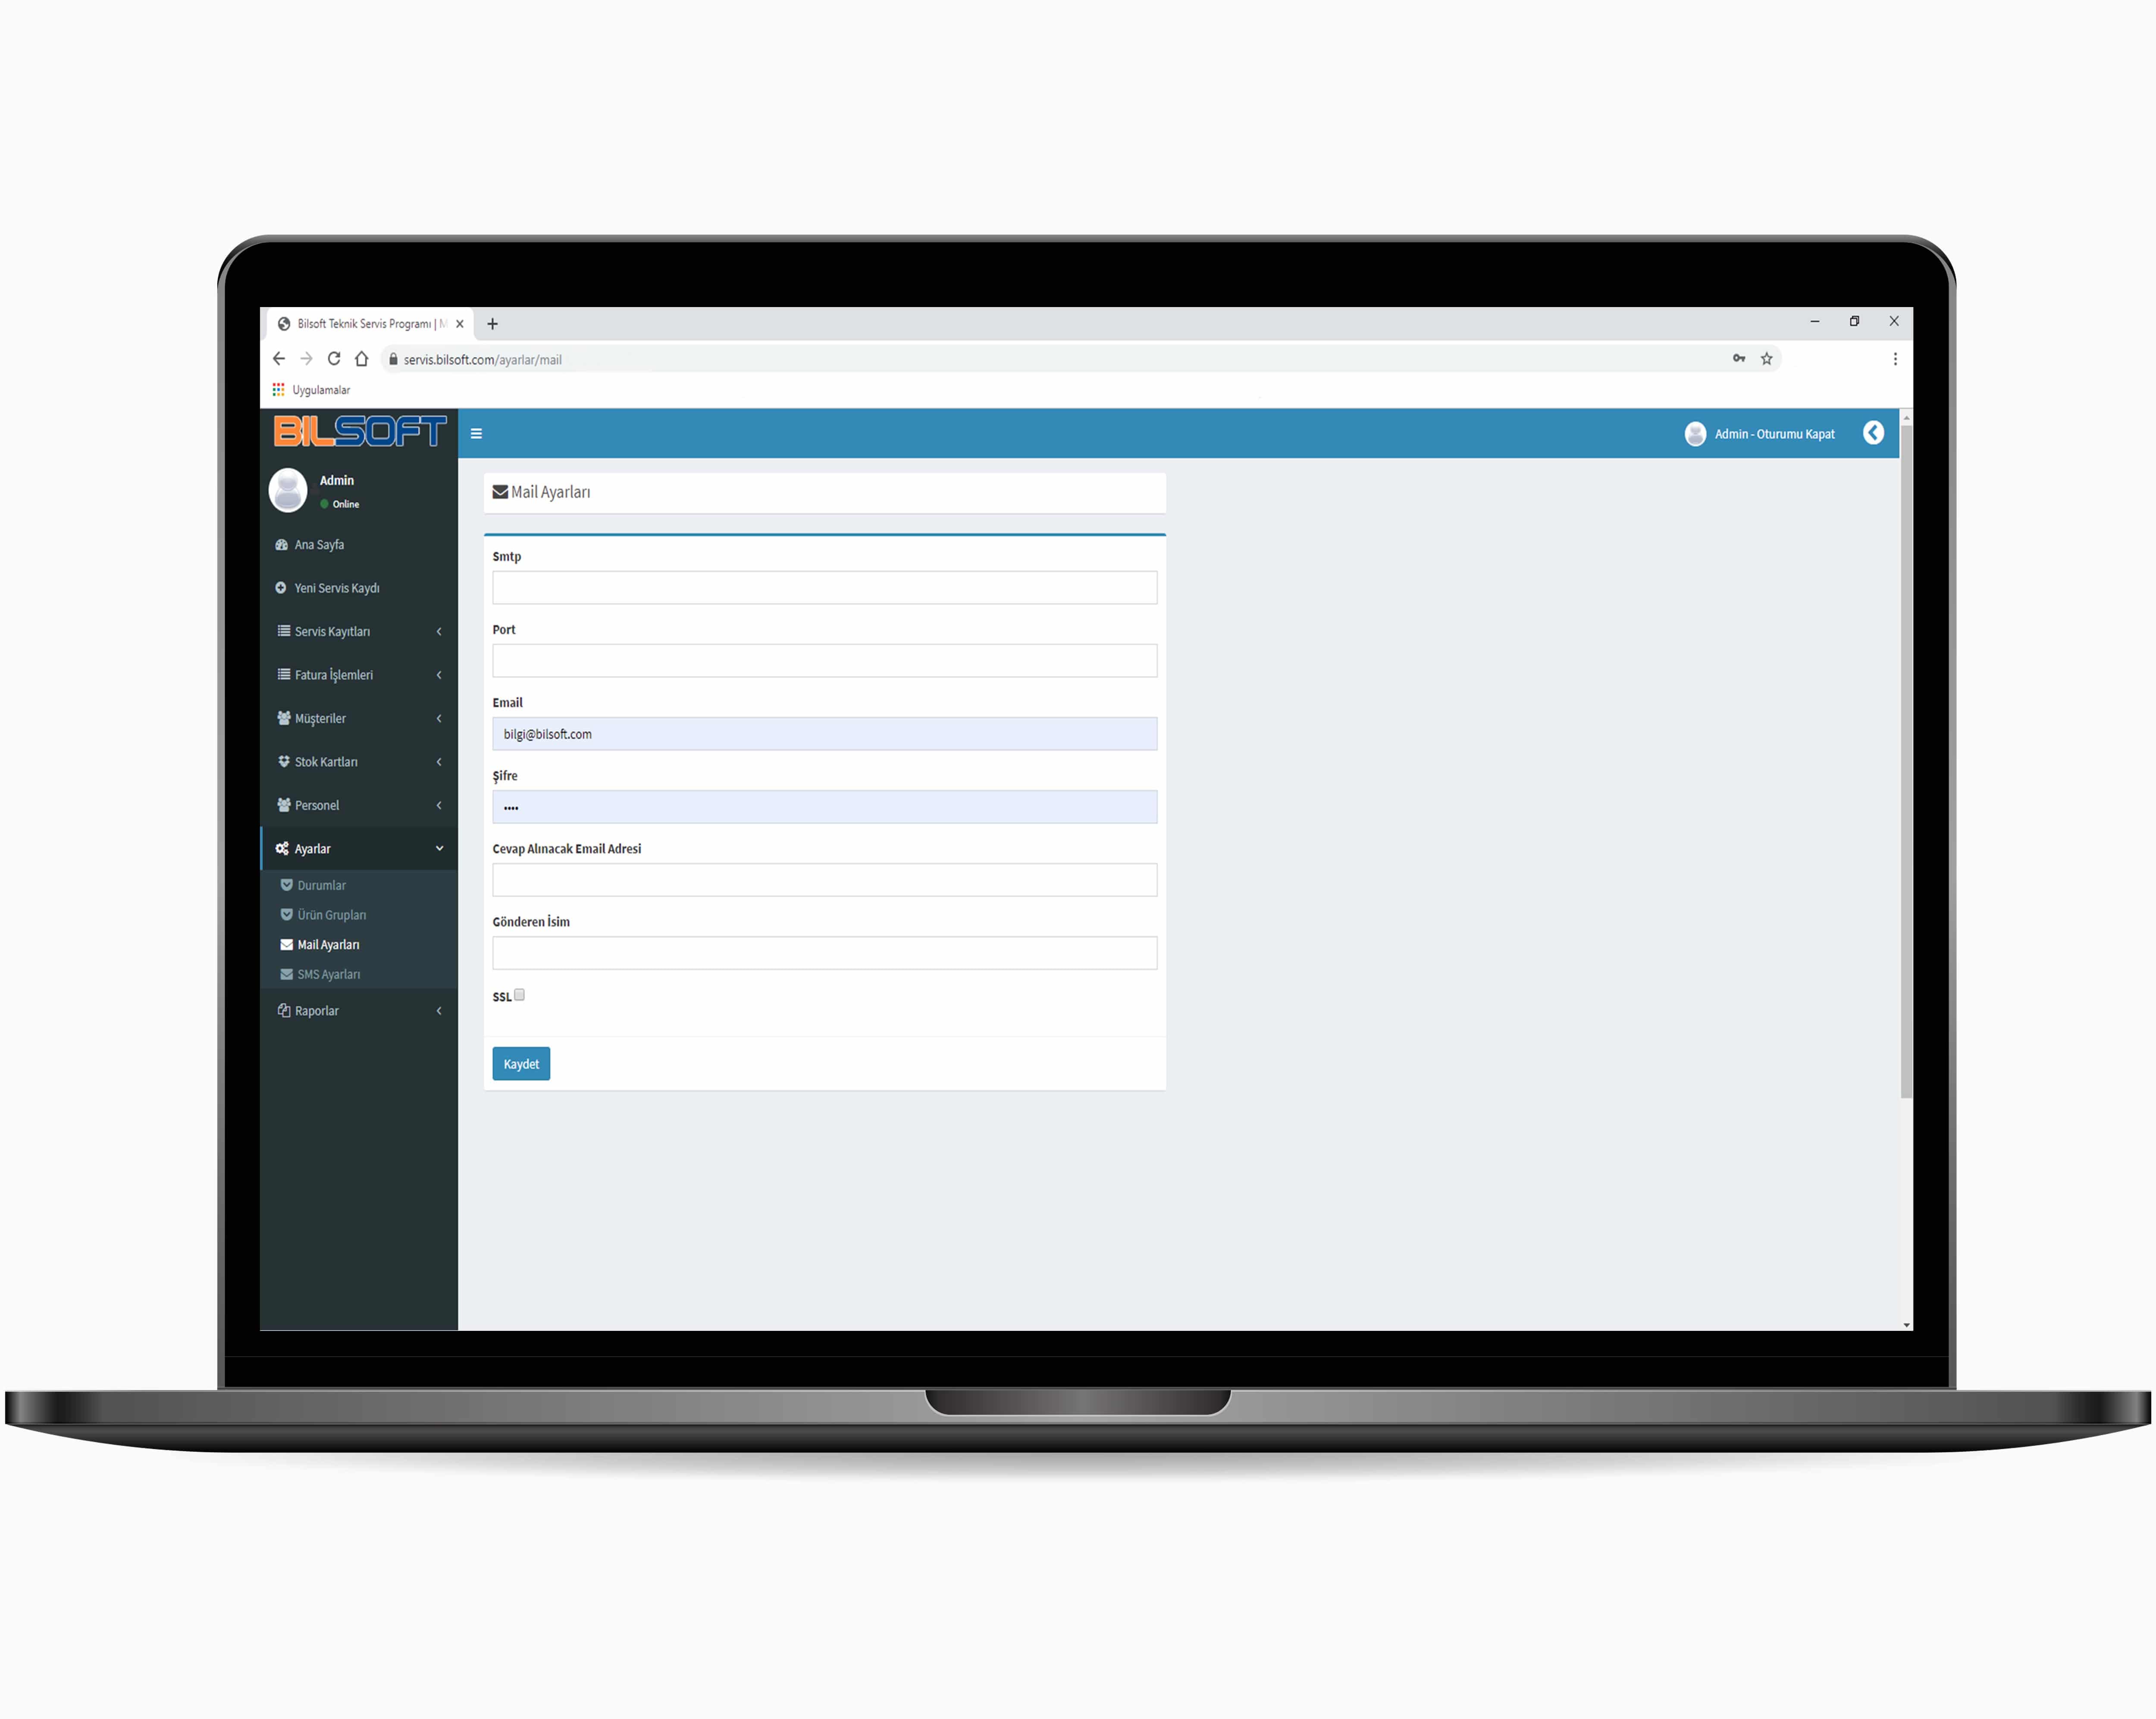 Bilsoft Teknik Servis Programı | M
servis.bilsoft.com/ayarlar/mail
Uygulamalar
BILSOFT
Admin - Oturumu Kapat
Admin
Online
Ana Sayfa
Yeni Servis Kaydı
Servis Kayıtları
Fatura İşlemleri
Müşteriler
Stok Kartları
Personel
Ayarlar
Durumlar
Ürün Grupları
Mail Ayarları
SMS Ayarları
Raporlar
Mail Ayarları
Smtp
Port
Email
bilgi@bilsoft.com
Şifre
••••
Cevap Alınacak Email Adresi
Gönderen İsim
SSL
Kaydet